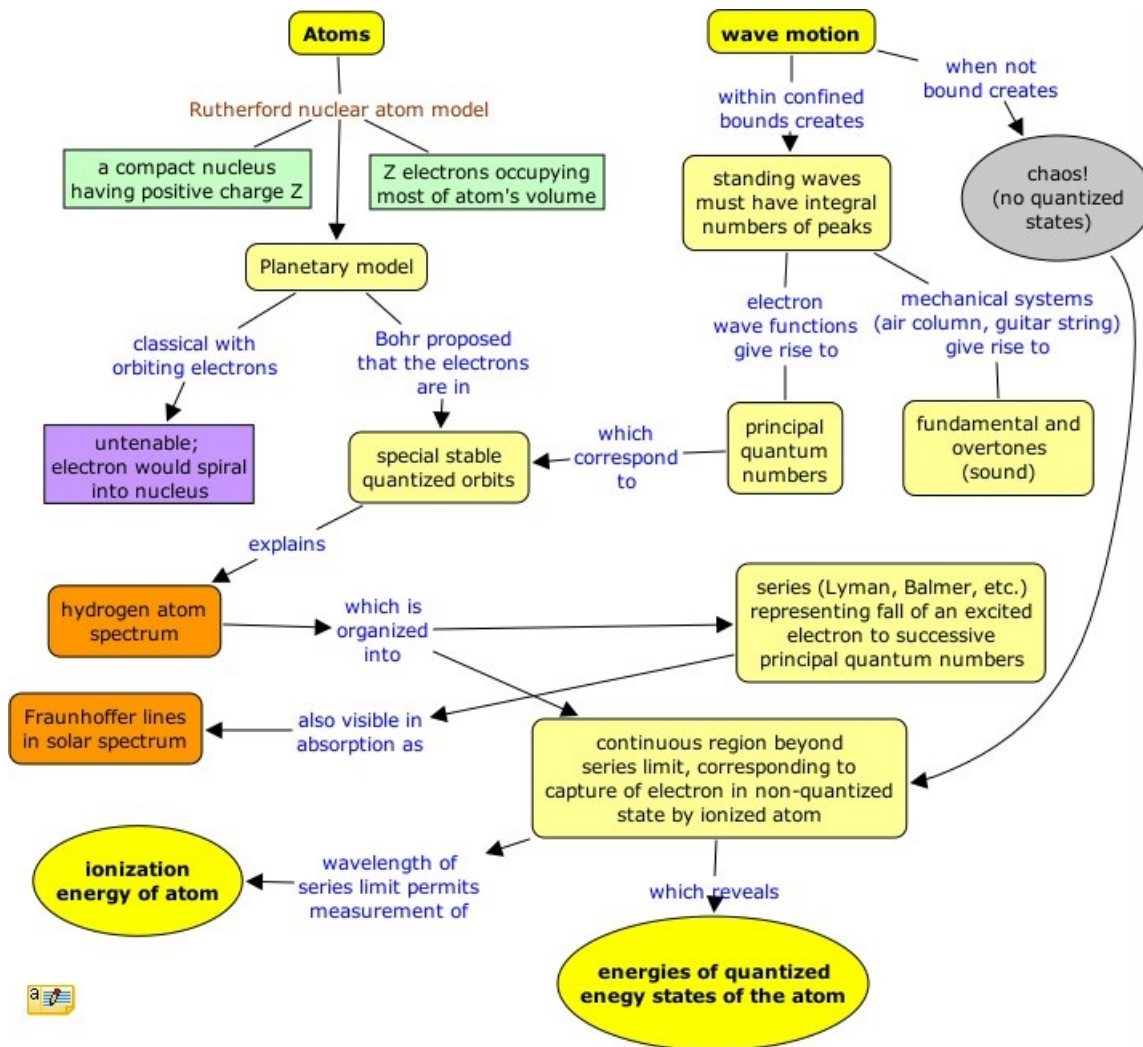 Atoms
wave motion
Rutherford nuclear atom model
within confined
bounds creates
when not
bound creates
a compact nucleus
having positive charge Z
Z electrons occupying
most of atom's volume
standing waves
must have integral
numbers of peaks
chaos!
(no quantized
states)
Planetary model
classical with
orbiting electrons
Bohr proposed
that the electrons
are in
electron
wave functions
give rise to
mechanical systems
(air column, guitar string)
give rise to
untenable;
electron would spiral
into nucleus
special stable
quantized orbits
which
correspond
to
principal
quantum
numbers
fundamental and
overtones
(sound)
explains
hydrogen atom
spectrum
which is
organized
into
series (Lyman, Balmer, etc.)
representing fall of an excited
electron to successive
principal quantum numbers
Fraunhoffer lines
in solar spectrum
also visible in
absorption as
continuous region beyond
series limit, corresponding to
capture of electron in non-quantized
state by ionized atom
ionization
energy of atom
wavelength of
series limit permits
measurement of
which reveals
energies of quantized
enegy states of the atom
a